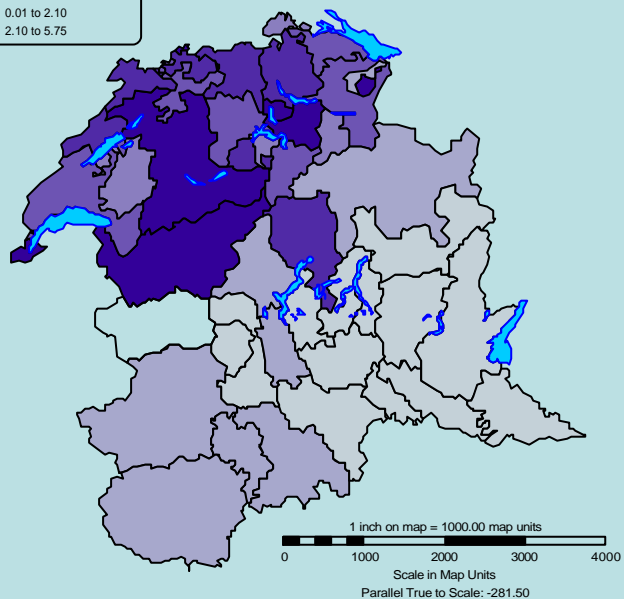 0.01 to 2.10
2.10 to 5.75
1 inch on map = 1000.00 map units
0 1000 2000 3000 4000
Scale in Map Units
Parallel True to Scale: -281.50